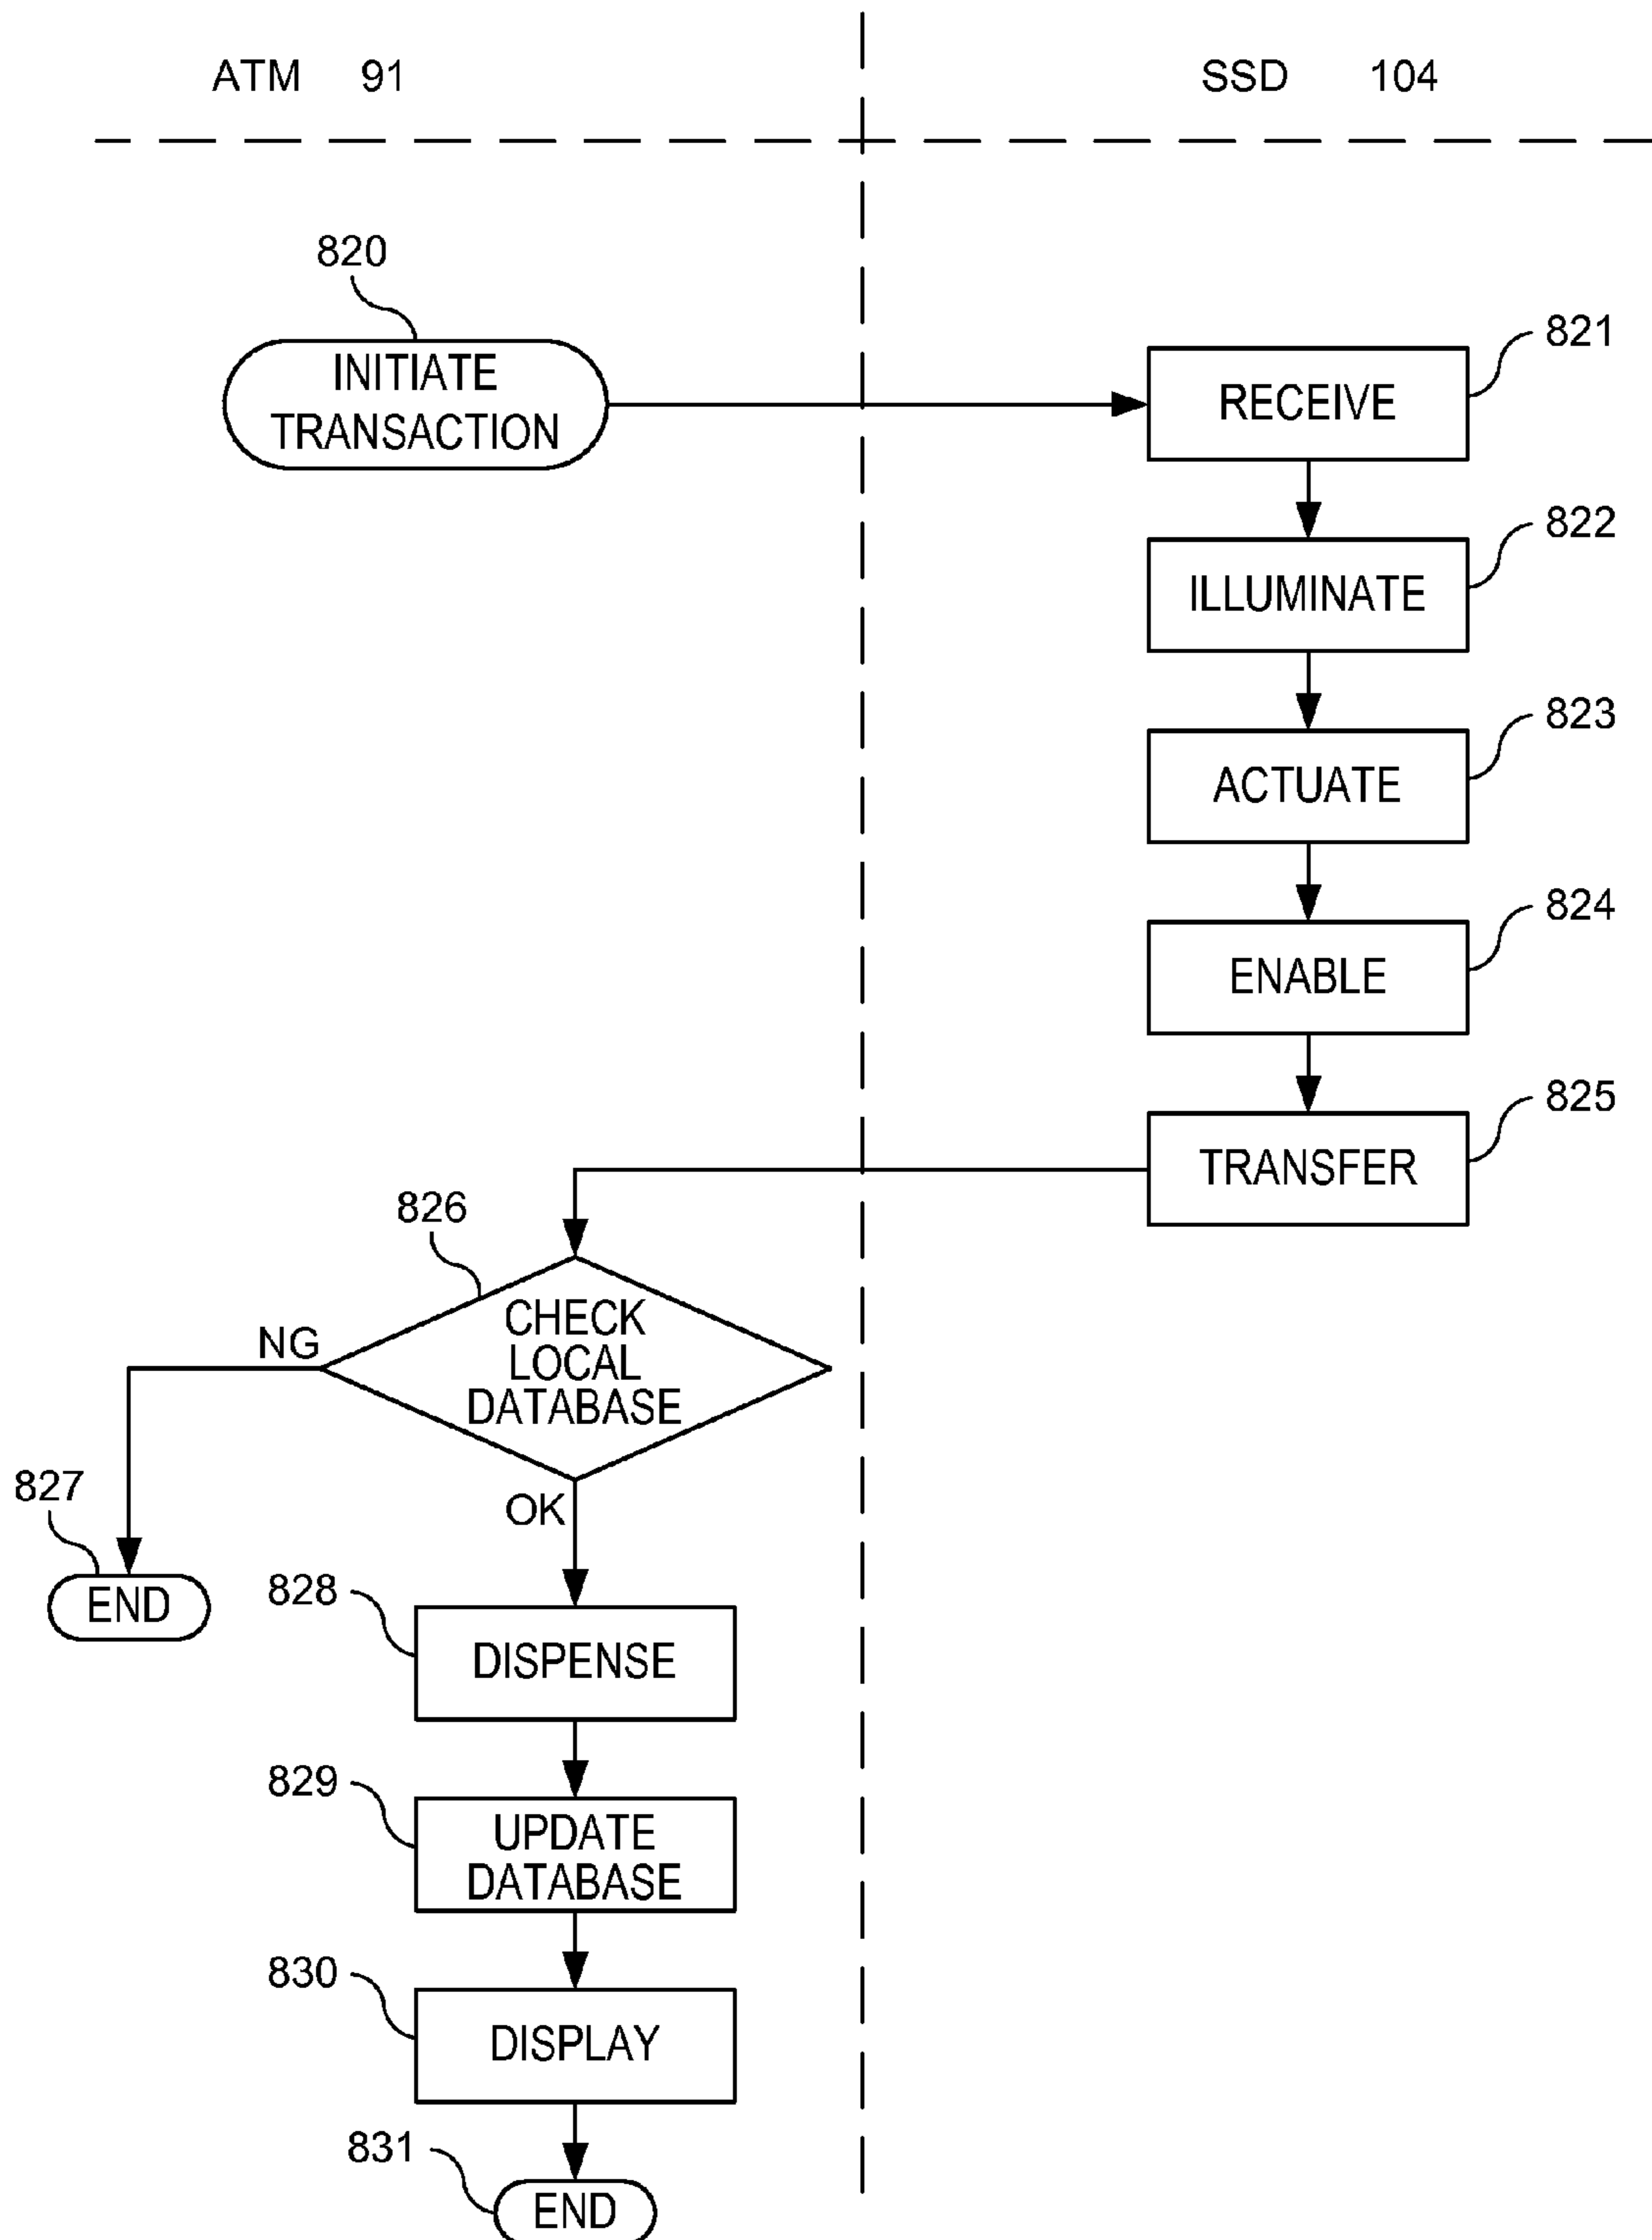 ATM 91
SSD 104
820
INITIATE
TRANSACTION
821
RECEIVE
822
ILLUMINATE
823
ACTUATE
824
ENABLE
825
TRANSFER
826
CHECK
LOCAL
DATABASE
NG
OK
827
END
828
DISPENSE
829
UPDATE
DATABASE
830
DISPLAY
831
END